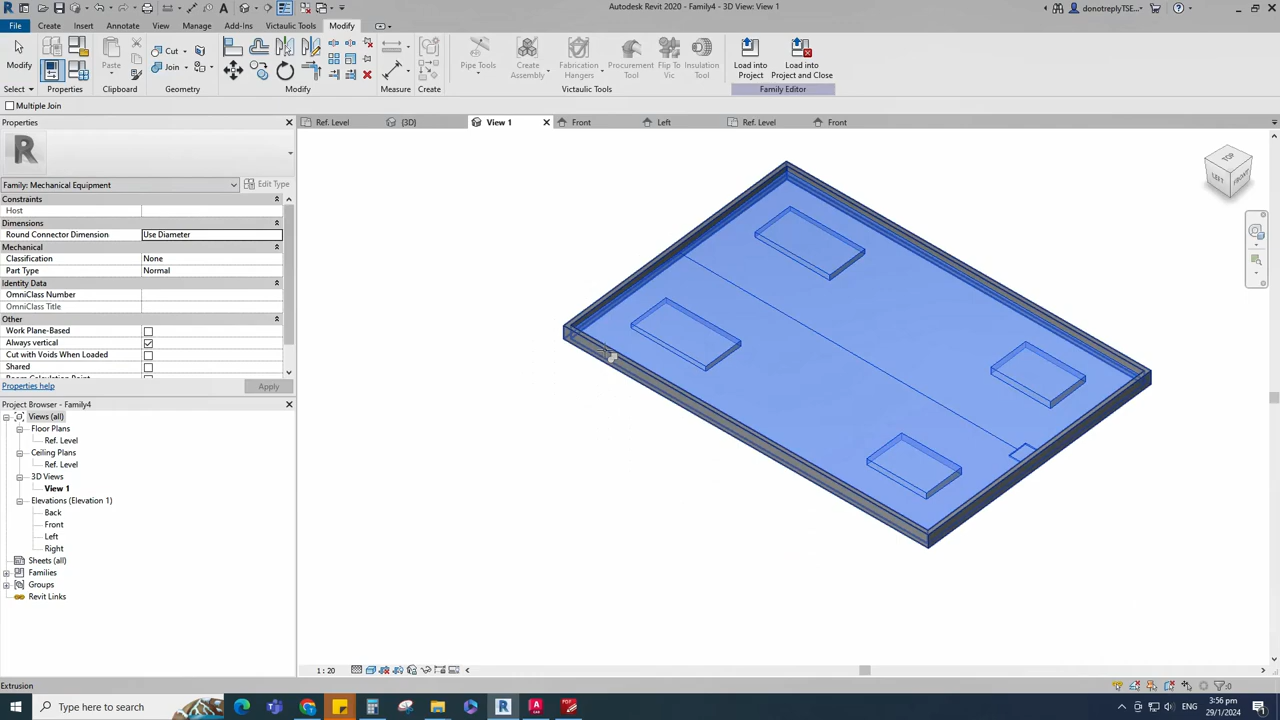 Autodesk Revit 2020 - Family4 - 3D View: View 1
donotreplyTSE...
File Create Insert Annotate View Manage Add-Ins Victaulic Tools Modify
Modify Paste Cut Join Pipe Tools Create Assembly Fabrication Hangers Procurement Tool Flip To Vic Insulation Tool Load into Project Load into Project and Close
Select Properties Clipboard Geometry Modify Measure Create Victaulic Tools Family Editor
Multiple Join
Properties
Ref. Level {3D} View 1 Front Left Ref. Level Front
Family: Mechanical Equipment Edit Type
Constraints
Host
Dimensions
Round Connector Dimension Use Diameter
Mechanical
Classification None
Part Type Normal
Identity Data
OmniClass Number
OmniClass Title
Other
Work Plane-Based
Always vertical
Cut with Voids When Loaded
Shared
Properties help Apply
Project Browser - Family4
Views (all)
Floor Plans
Ref. Level
Ceiling Plans
Ref. Level
3D Views
View 1
Elevations (Elevation 1)
Back
Front
Left
Right
Sheets (all)
Families
Groups
Revit Links
TOP
LEFT
FRONT
1 : 20
Extrusion
:0
Type here to search
ENG
3:56 pm
29/1/2024